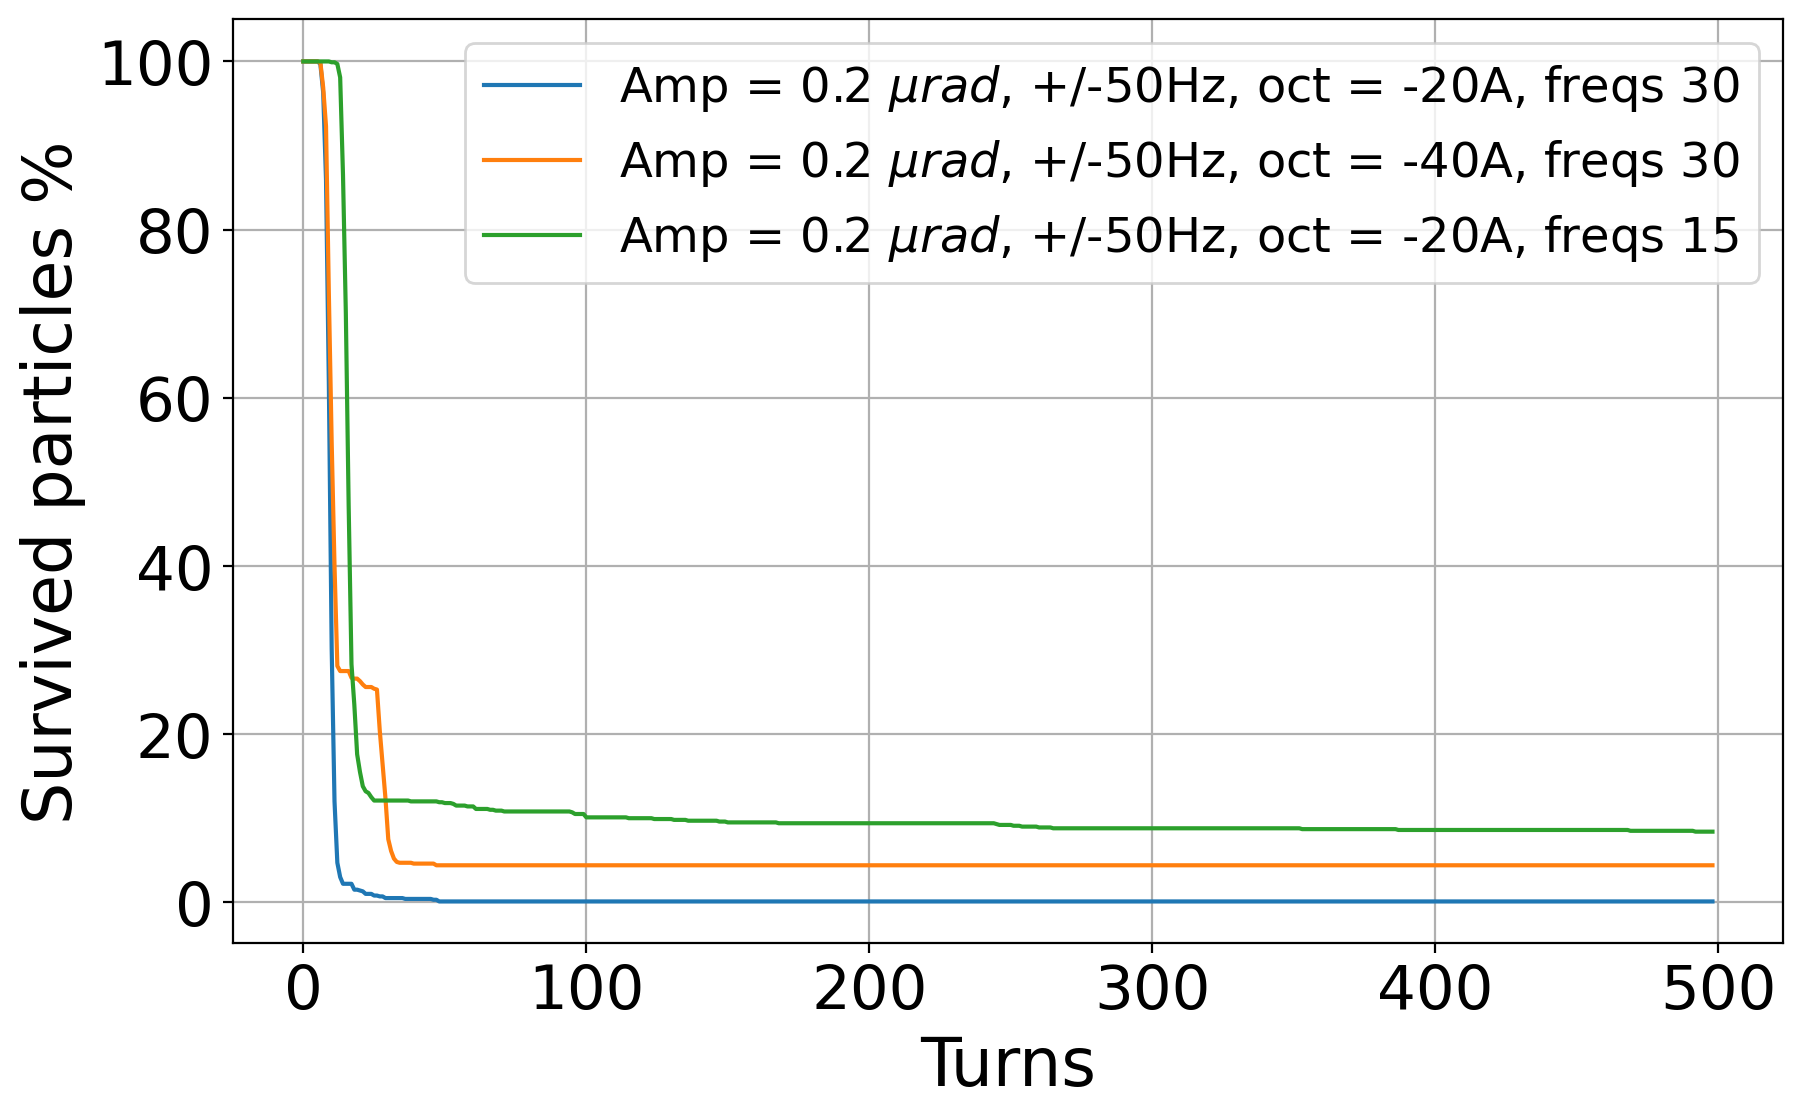 Survived particles %
100
80
60
40
20
0
Amp = 0.2 μrad, +/-50Hz, oct = -20A, freqs 30
Amp = 0.2 μrad, +/-50Hz, oct = -40A, freqs 30
Amp = 0.2 μrad, +/-50Hz, oct = -20A, freqs 15
0 100 200 300 400 500
Turns